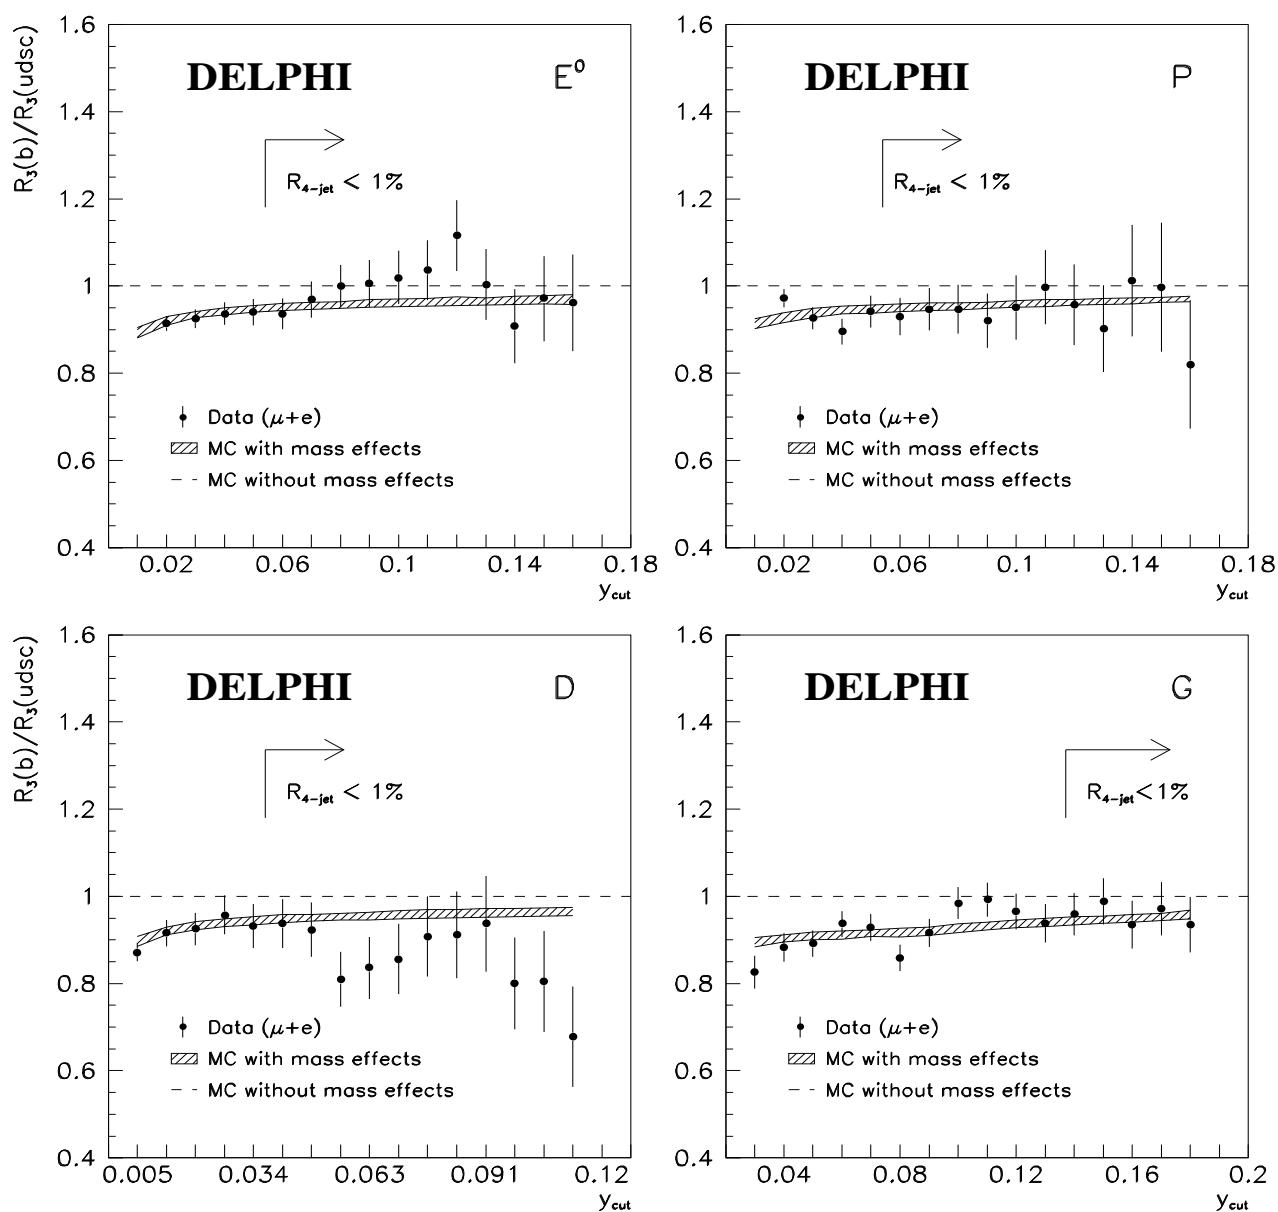 R₃(b)/R₃(udsc)
1.6
1.4
1.2
1
0.8
0.6
0.4
DELPHI E⁰
R₄₋jet < 1%
Data (μ+e)
MC with mass effects
MC without mass effects
0.02 0.06 0.1 0.14 0.18
y_cut
1.6
1.4
1.2
1
0.8
0.6
0.4
DELPHI P
R₄₋jet < 1%
Data (μ+e)
MC with mass effects
MC without mass effects
0.02 0.06 0.1 0.14 0.18
y_cut
R₃(b)/R₃(udsc)
1.6
1.4
1.2
1
0.8
0.6
0.4
DELPHI D
R₄₋jet < 1%
Data (μ+e)
MC with mass effects
MC without mass effects
0.005 0.034 0.063 0.091 0.12
y_cut
1.6
1.4
1.2
1
0.8
0.6
0.4
DELPHI G
R₄₋jet<1%
Data (μ+e)
MC with mass effects
MC without mass effects
0.04 0.08 0.12 0.16 0.2
y_cut